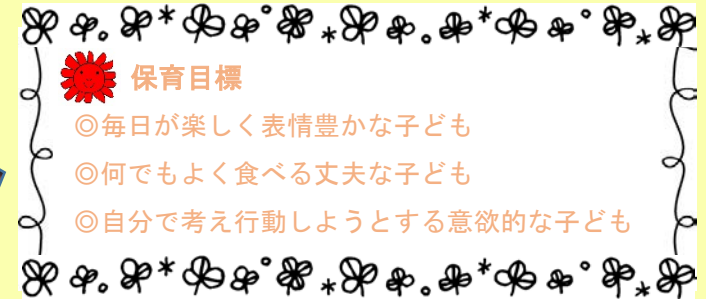 保育目標
◎毎日が楽しく表情豊かな子ども
◎何でもよく食べる丈夫な子ども
◎自分で考え行動しようとする意欲的な子ども